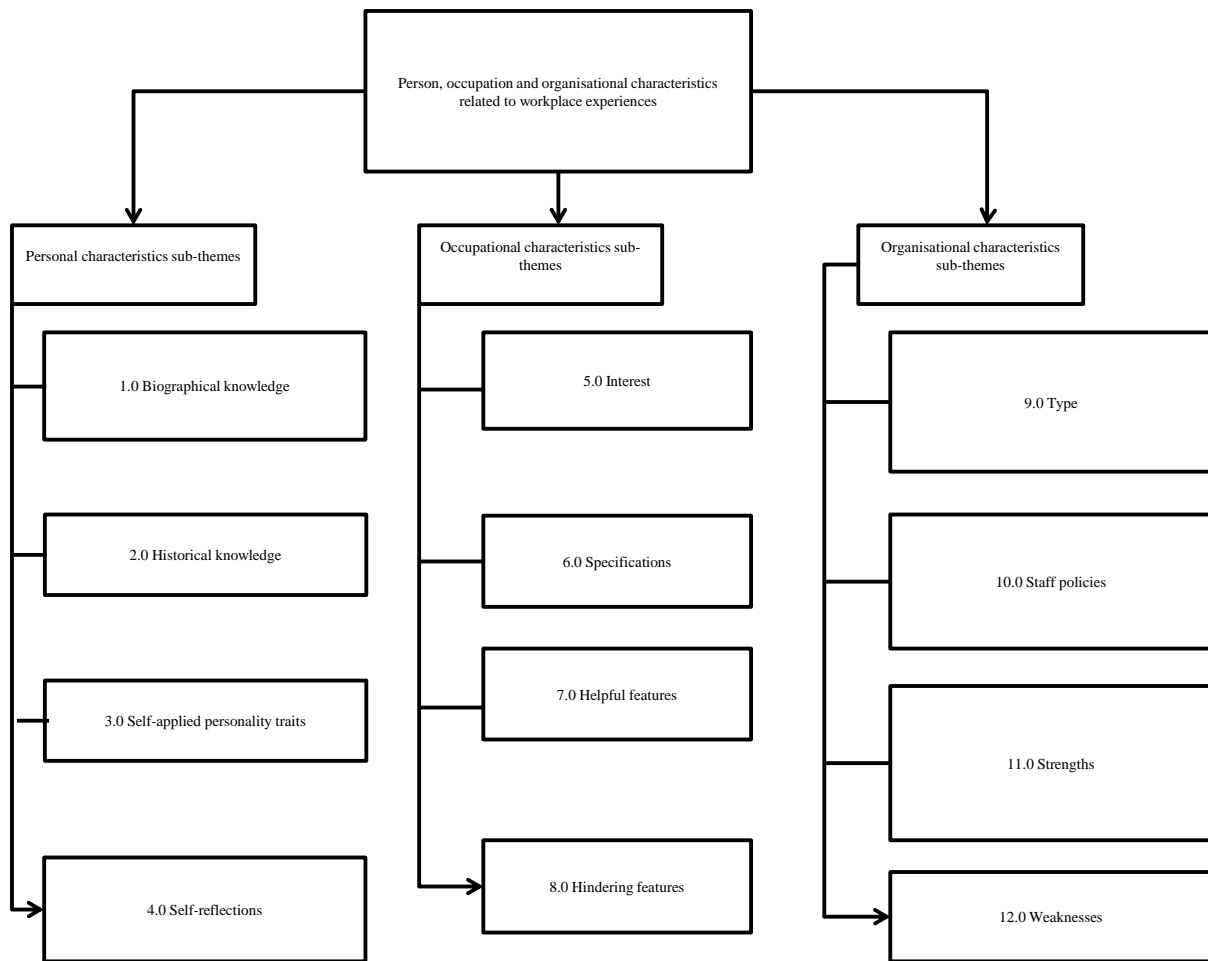 Person, occupation and organisational characteristics
related to workplace experiences
Personal characteristics sub-themes
Occupational characteristics sub-
themes
Organisational characteristics
sub-themes
1.0 Biographical knowledge
2.0 Historical knowledge
3.0 Self-applied personality traits
4.0 Self-reflections
5.0 Interest
6.0 Specifications
7.0 Helpful features
8.0 Hindering features
9.0 Type
10.0 Staff policies
11.0 Strengths
12.0 Weaknesses